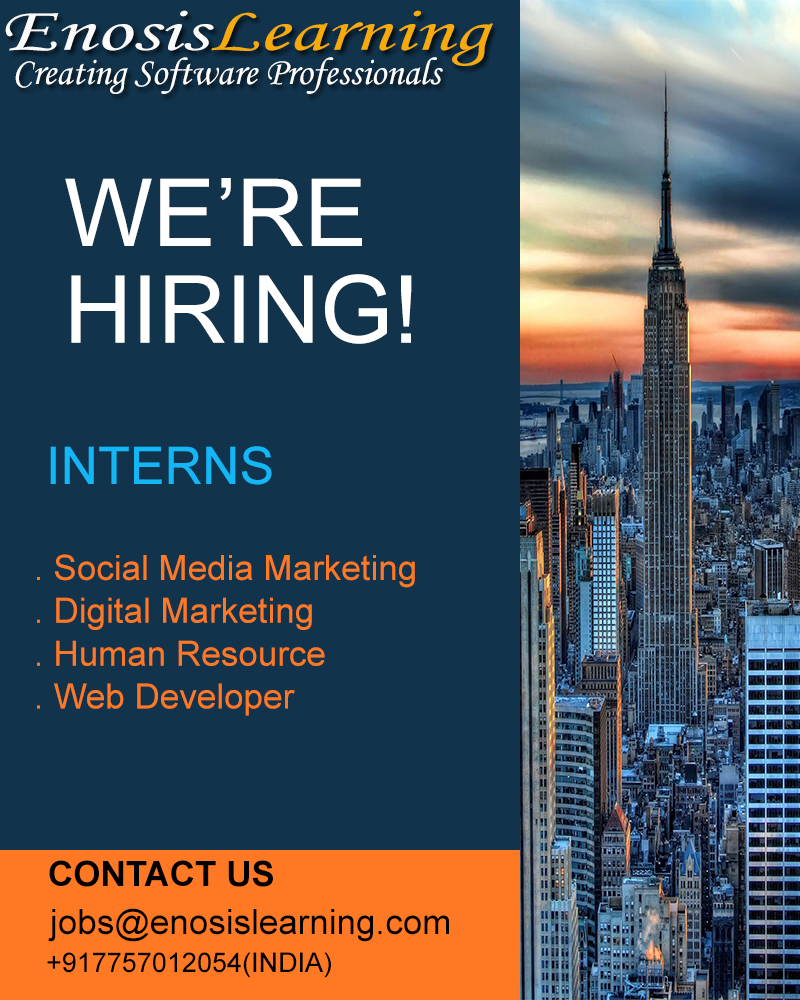 EnosisLearning
Creating Software Professionals
WE’RE
HIRING!
INTERNS
. Social Media Marketing
. Digital Marketing
. Human Resource
. Web Developer
CONTACT US
jobs@enosislearning.com
+917757012054(INDIA)